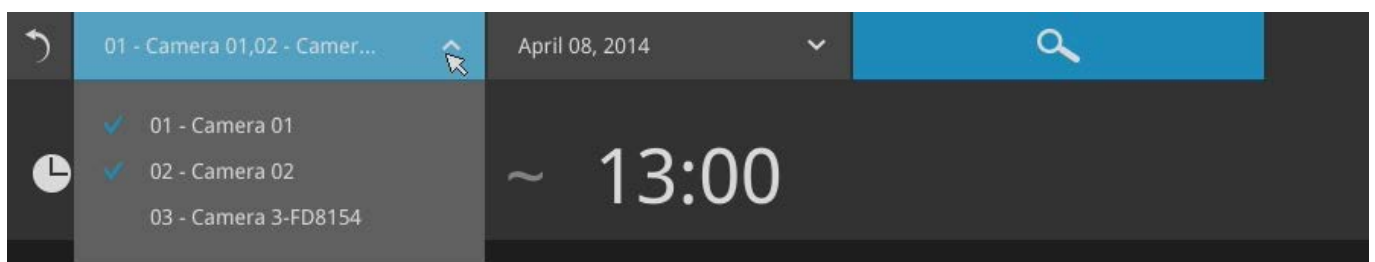 01 - Camera 01,02 - Camer...
April 08, 2014
01 - Camera 01
02 - Camera 02
03 - Camera 3-FD8154
~ 13:00